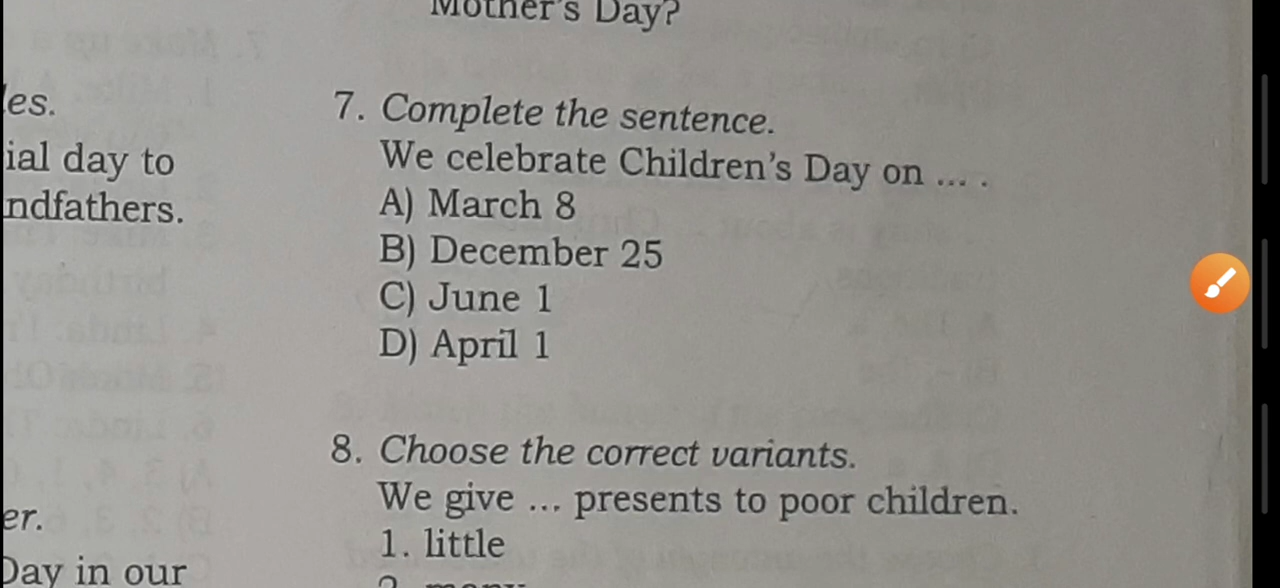 Mother's Day?
les.
ial day to
ndfathers.
7. Complete the sentence.
We celebrate Children's Day on ... .
A) March 8
B) December 25
C) June 1
D) April 1
8. Choose the correct variants.
We give ... presents to poor children.
1. little
er.
Day in our